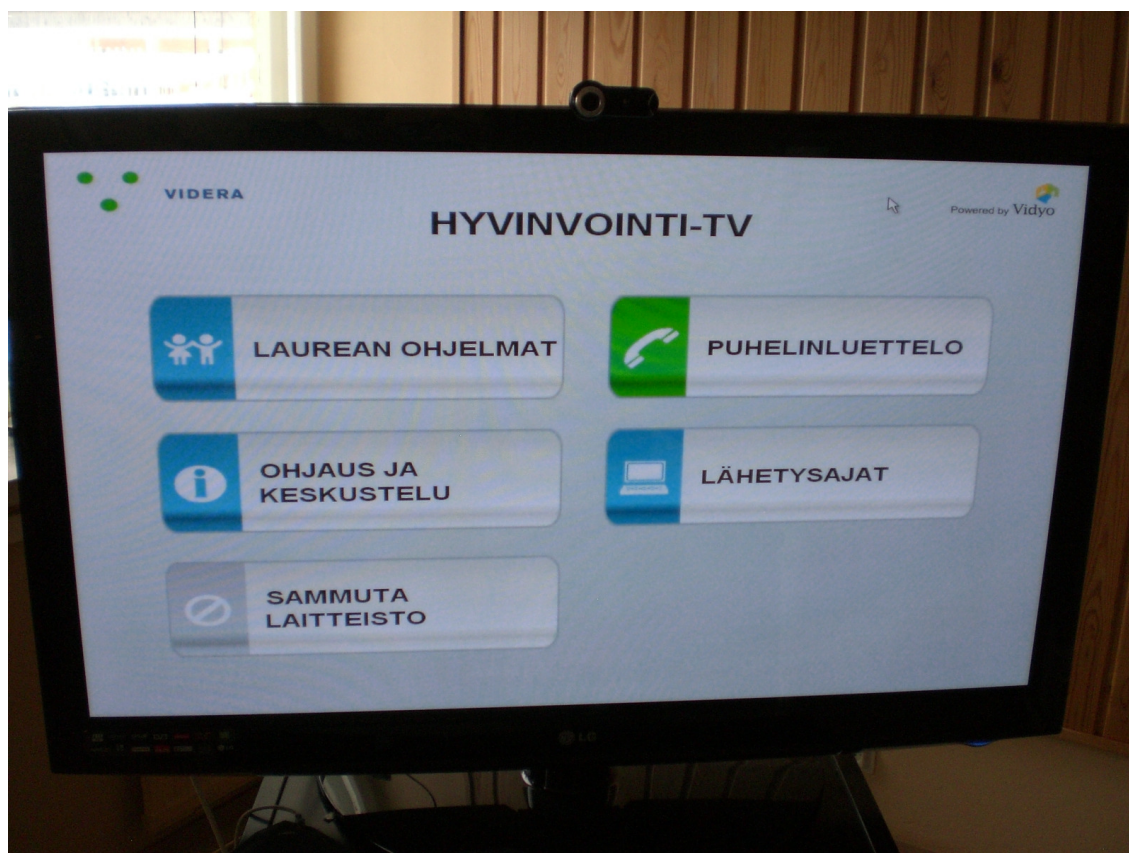 VIDERA
Powered by Vidyo
HYVINVOINTI-TV
LAUREAN OHJELMAT
PUHELINLUETTELO
OHJAUS JA
KESKUSTELU
LÄHETYSAJAT
SAMMUTA
LAITTEISTO
LG